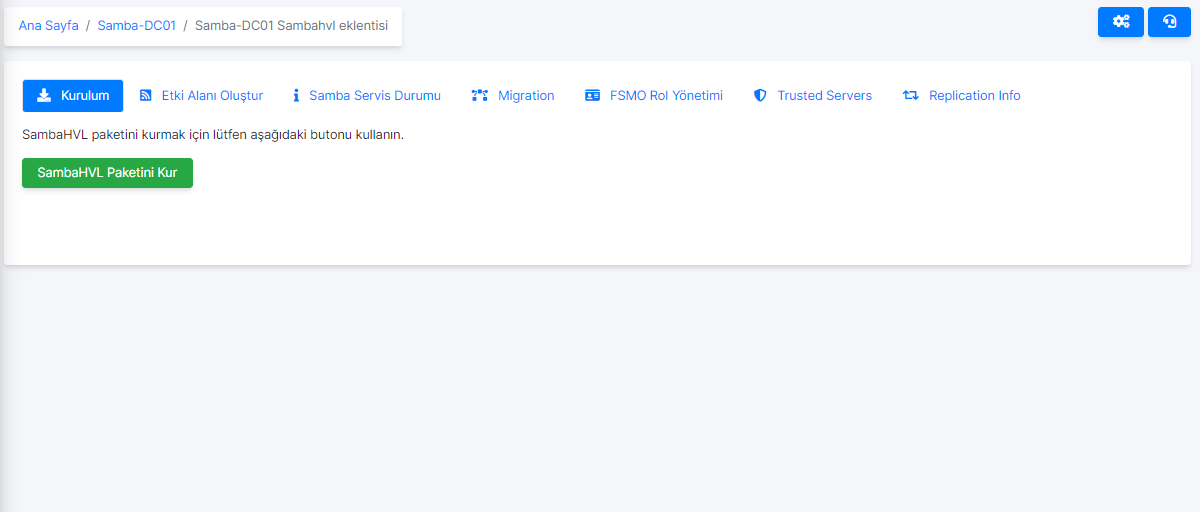 Ana Sayfa / Samba-DC01 / Samba-DC01 Sambahvl eklentisi
Kurulum Etki Alanı Oluştur Samba Servis Durumu Migration FSMO Rol Yönetimi Trusted Servers Replication Info
SambaHVL paketini kurmak için lütfen aşağıdaki butonu kullanın.
SambaHVL Paketini Kur